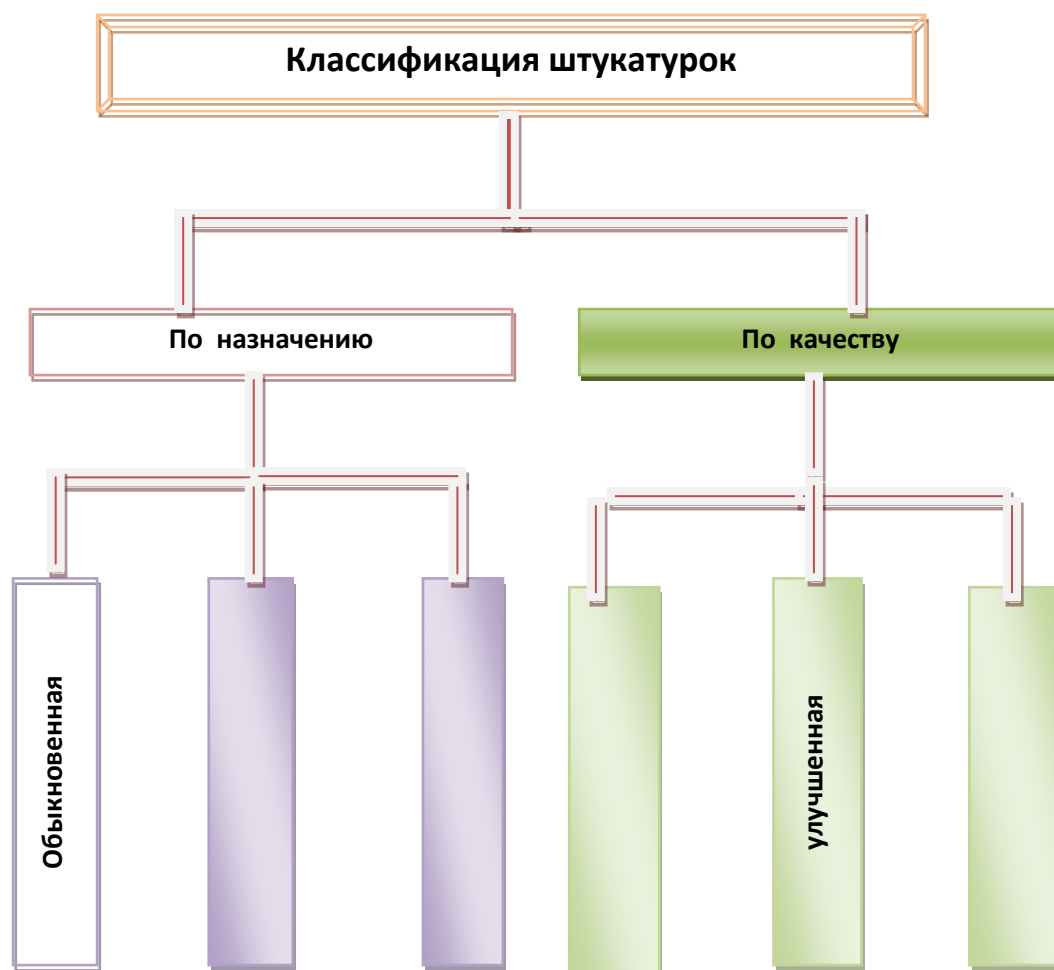 Классификация штукатурок
По назначению
По качеству
Обыкновенная
улучшенная